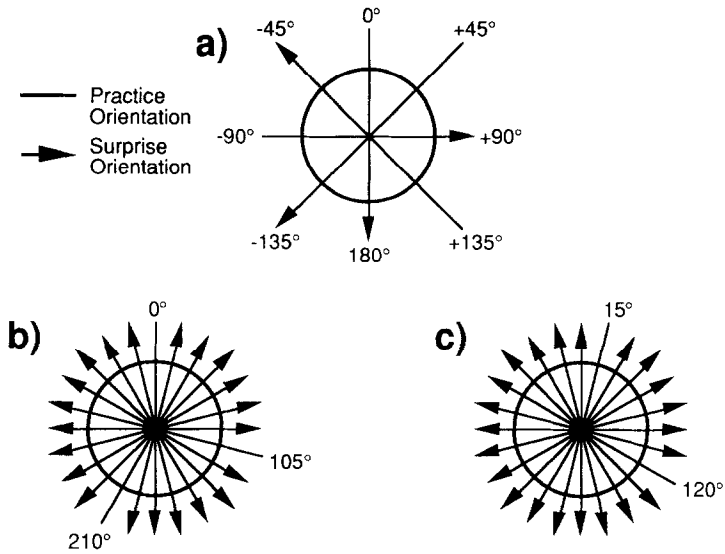 a)
-45°
0°
+45°
Practice
Orientation
Surprise
Orientation
-90°
+90°
-135°
180°
+135°
b)
0°
105°
210°
c)
15°
120°